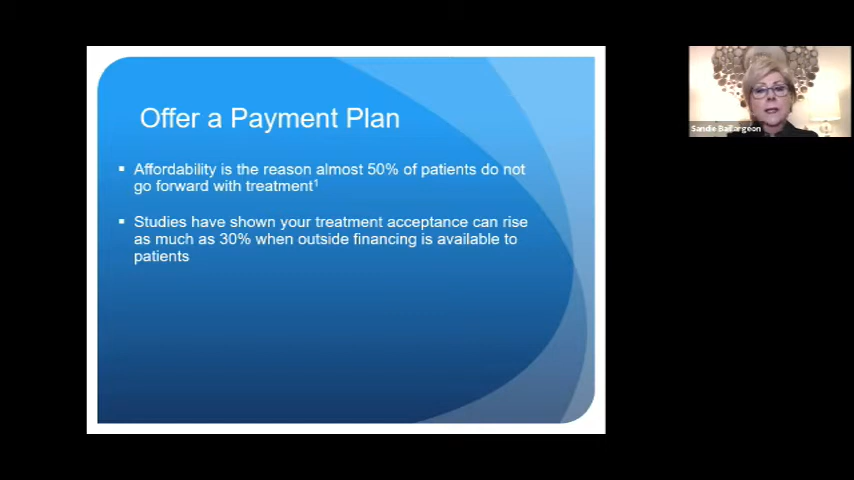 Offer a Payment Plan
▪ Affordability is the reason almost 50% of patients do not
go forward with treatment¹
▪ Studies have shown your treatment acceptance can rise
as much as 30% when outside financing is available to
patients
Sandie Baillargeon